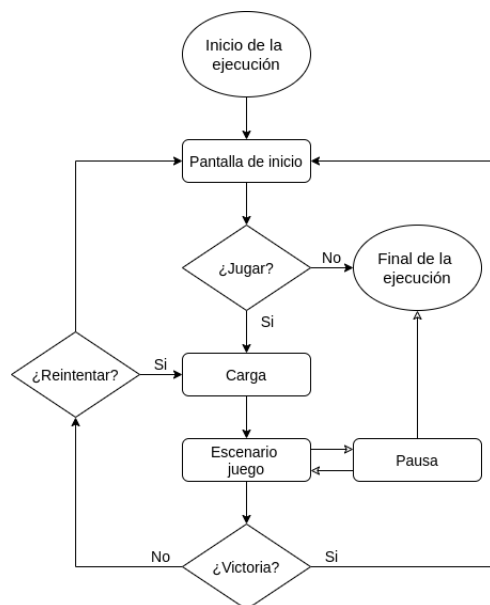 Inicio de la
ejecución
Pantalla de inicio
¿Jugar?
No
Final de la
ejecución
Si
¿Reintentar?
Si
Carga
Escenario
juego
Pausa
No
¿Victoria?
Si